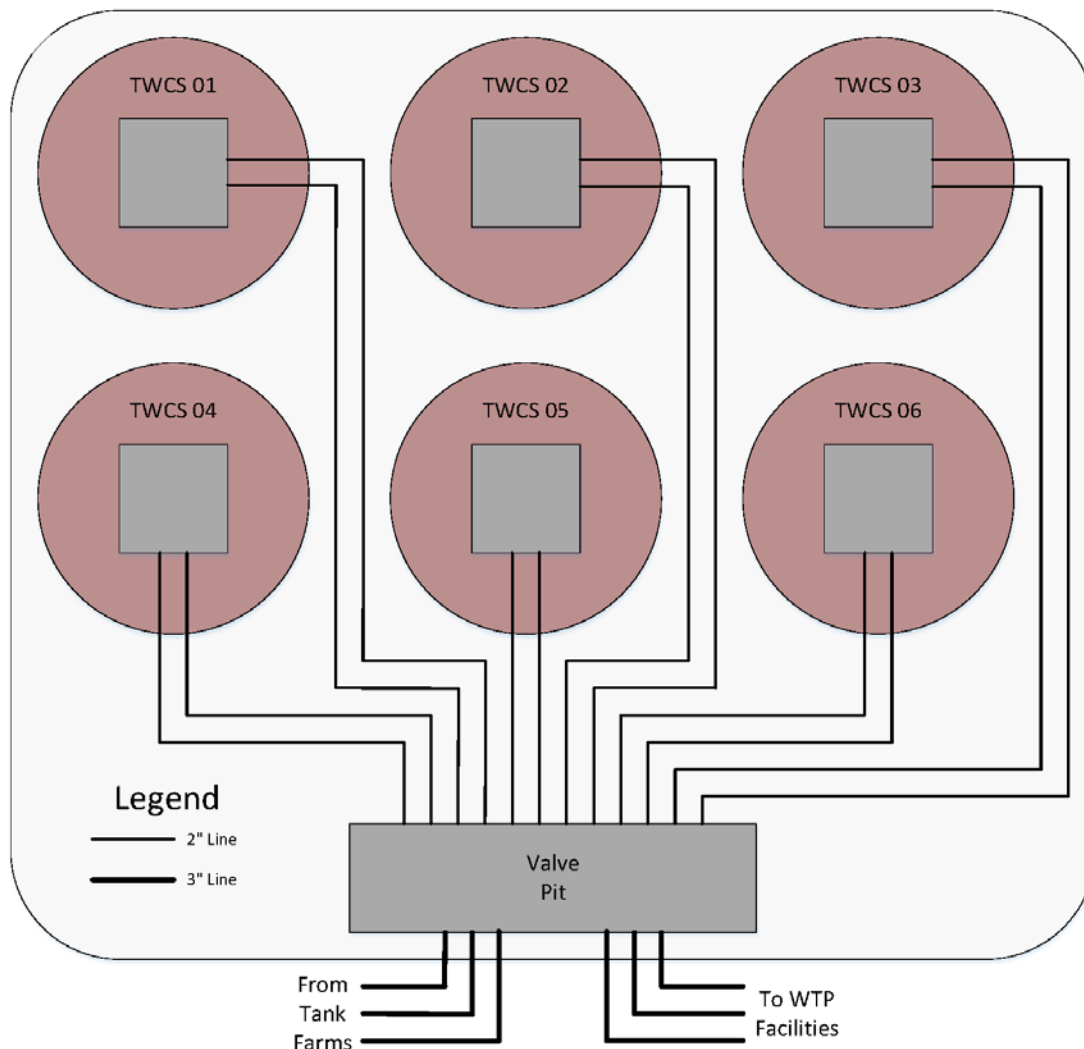 TWCS 01
TWCS 02
TWCS 03
TWCS 04
TWCS 05
TWCS 06
Legend
2" Line
3" Line
Valve
Pit
From
Tank
Farms
To WTP
Facilities